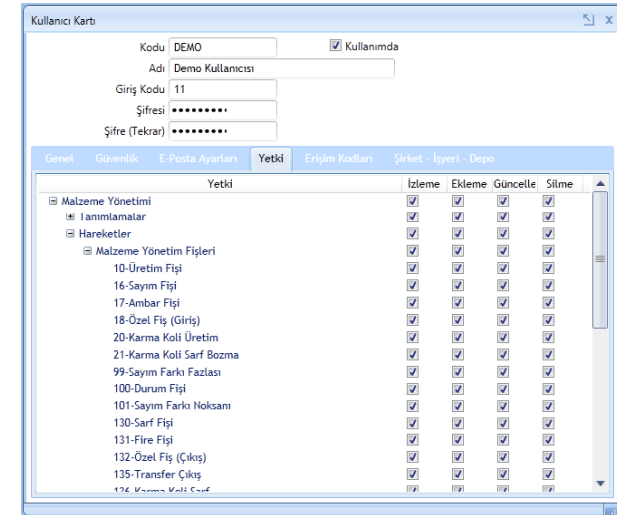 Kullanıcı Kartı
Kodu DEMO Kullanımda
Adı Demo Kullanıcısı
Giriş Kodu 11
Şifresi
Şifre (Tekrar)
Genel Güvenlik E-Posta Ayarları Yetki Erişim Kodları Şirket - İşyeri - Depo
Yetki İzleme Ekleme Güncelle Silme
Malzeme Yönetimi
Tanımlamalar
Hareketler
Malzeme Yönetim Fişleri
10-Üretim Fişi
16-Sayım Fişi
17-Ambar Fişi
18-Özel Fiş (Giriş)
20-Karma Koli Üretim
21-Karma Koli Sarf Bozma
99-Sayım Farkı Fazlası
100-Durum Fişi
101-Sayım Farkı Noksanı
130-Sarf Fişi
131-Fire Fişi
132-Özel Fiş (Çıkış)
135-Transfer Çıkış
136-Karma Koli Sarf